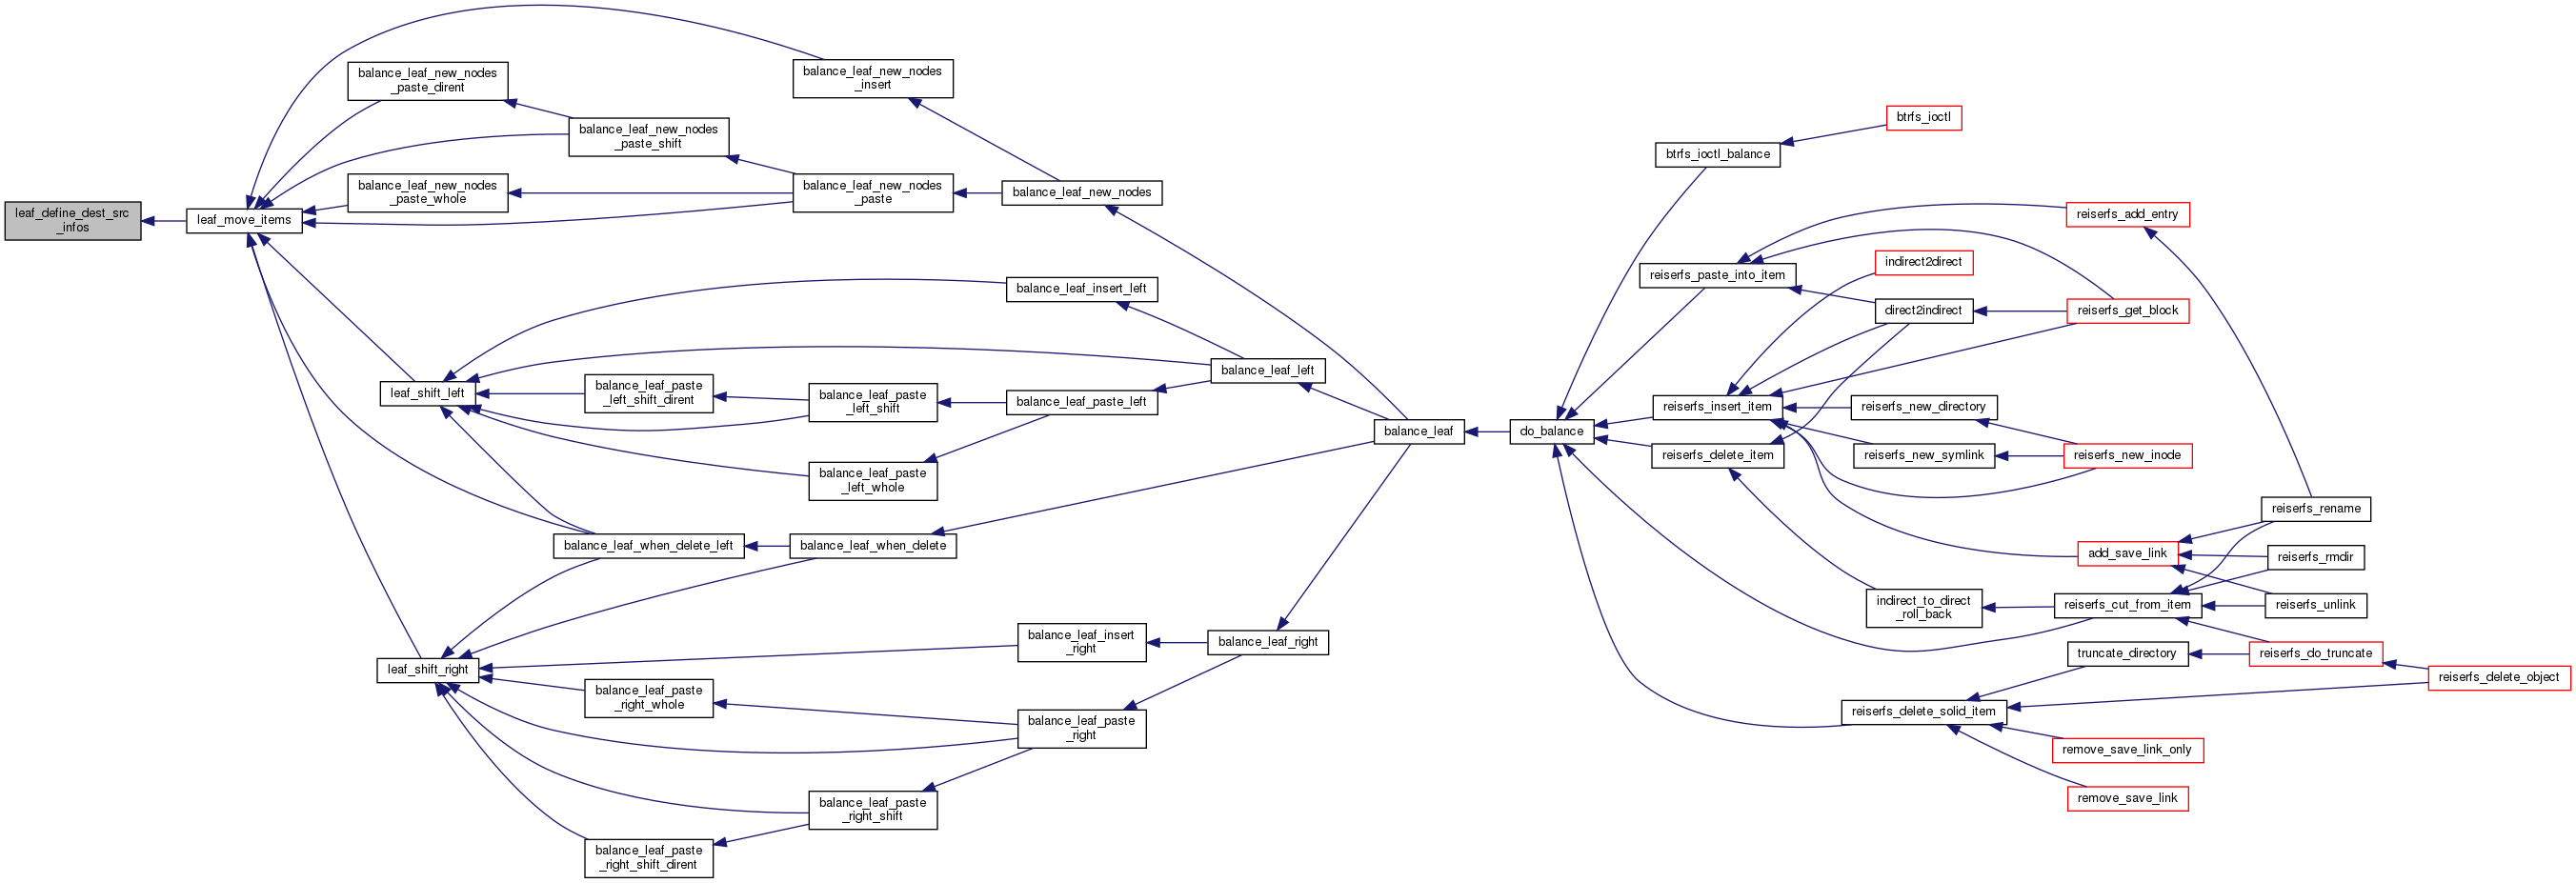 leaf_define_dest_src
_infos
leaf_move_items
balance_leaf_new_nodes
_paste_dirent
balance_leaf_new_nodes
_paste_whole
leaf_shift_left
leaf_shift_right
balance_leaf_new_nodes
_paste_shift
balance_leaf_paste
_left_shift_dirent
balance_leaf_when_delete_left
balance_leaf_paste
_right_whole
balance_leaf_paste
_right_shift_dirent
balance_leaf_new_nodes
_insert
balance_leaf_new_nodes
_paste
balance_leaf_paste
_left_shift
balance_leaf_paste
_left_whole
balance_leaf_when_delete
balance_leaf_paste
_right_shift
balance_leaf_new_nodes
balance_leaf_insert_left
balance_leaf_paste_left
balance_leaf_insert
_right
balance_leaf_paste
_right
balance_leaf_left
balance_leaf_right
balance_leaf
do_balance
btrfs_ioctl_balance
reiserfs_paste_into_item
reiserfs_insert_item
reiserfs_delete_item
btrfs_ioctl
indirect2direct
direct2indirect
reiserfs_new_directory
reiserfs_new_symlink
indirect_to_direct
_roll_back
reiserfs_delete_solid_item
reiserfs_add_entry
reiserfs_get_block
reiserfs_new_inode
add_save_link
reiserfs_cut_from_item
truncate_directory
remove_save_link_only
remove_save_link
reiserfs_rename
reiserfs_rmdir
reiserfs_unlink
reiserfs_do_truncate
reiserfs_delete_object